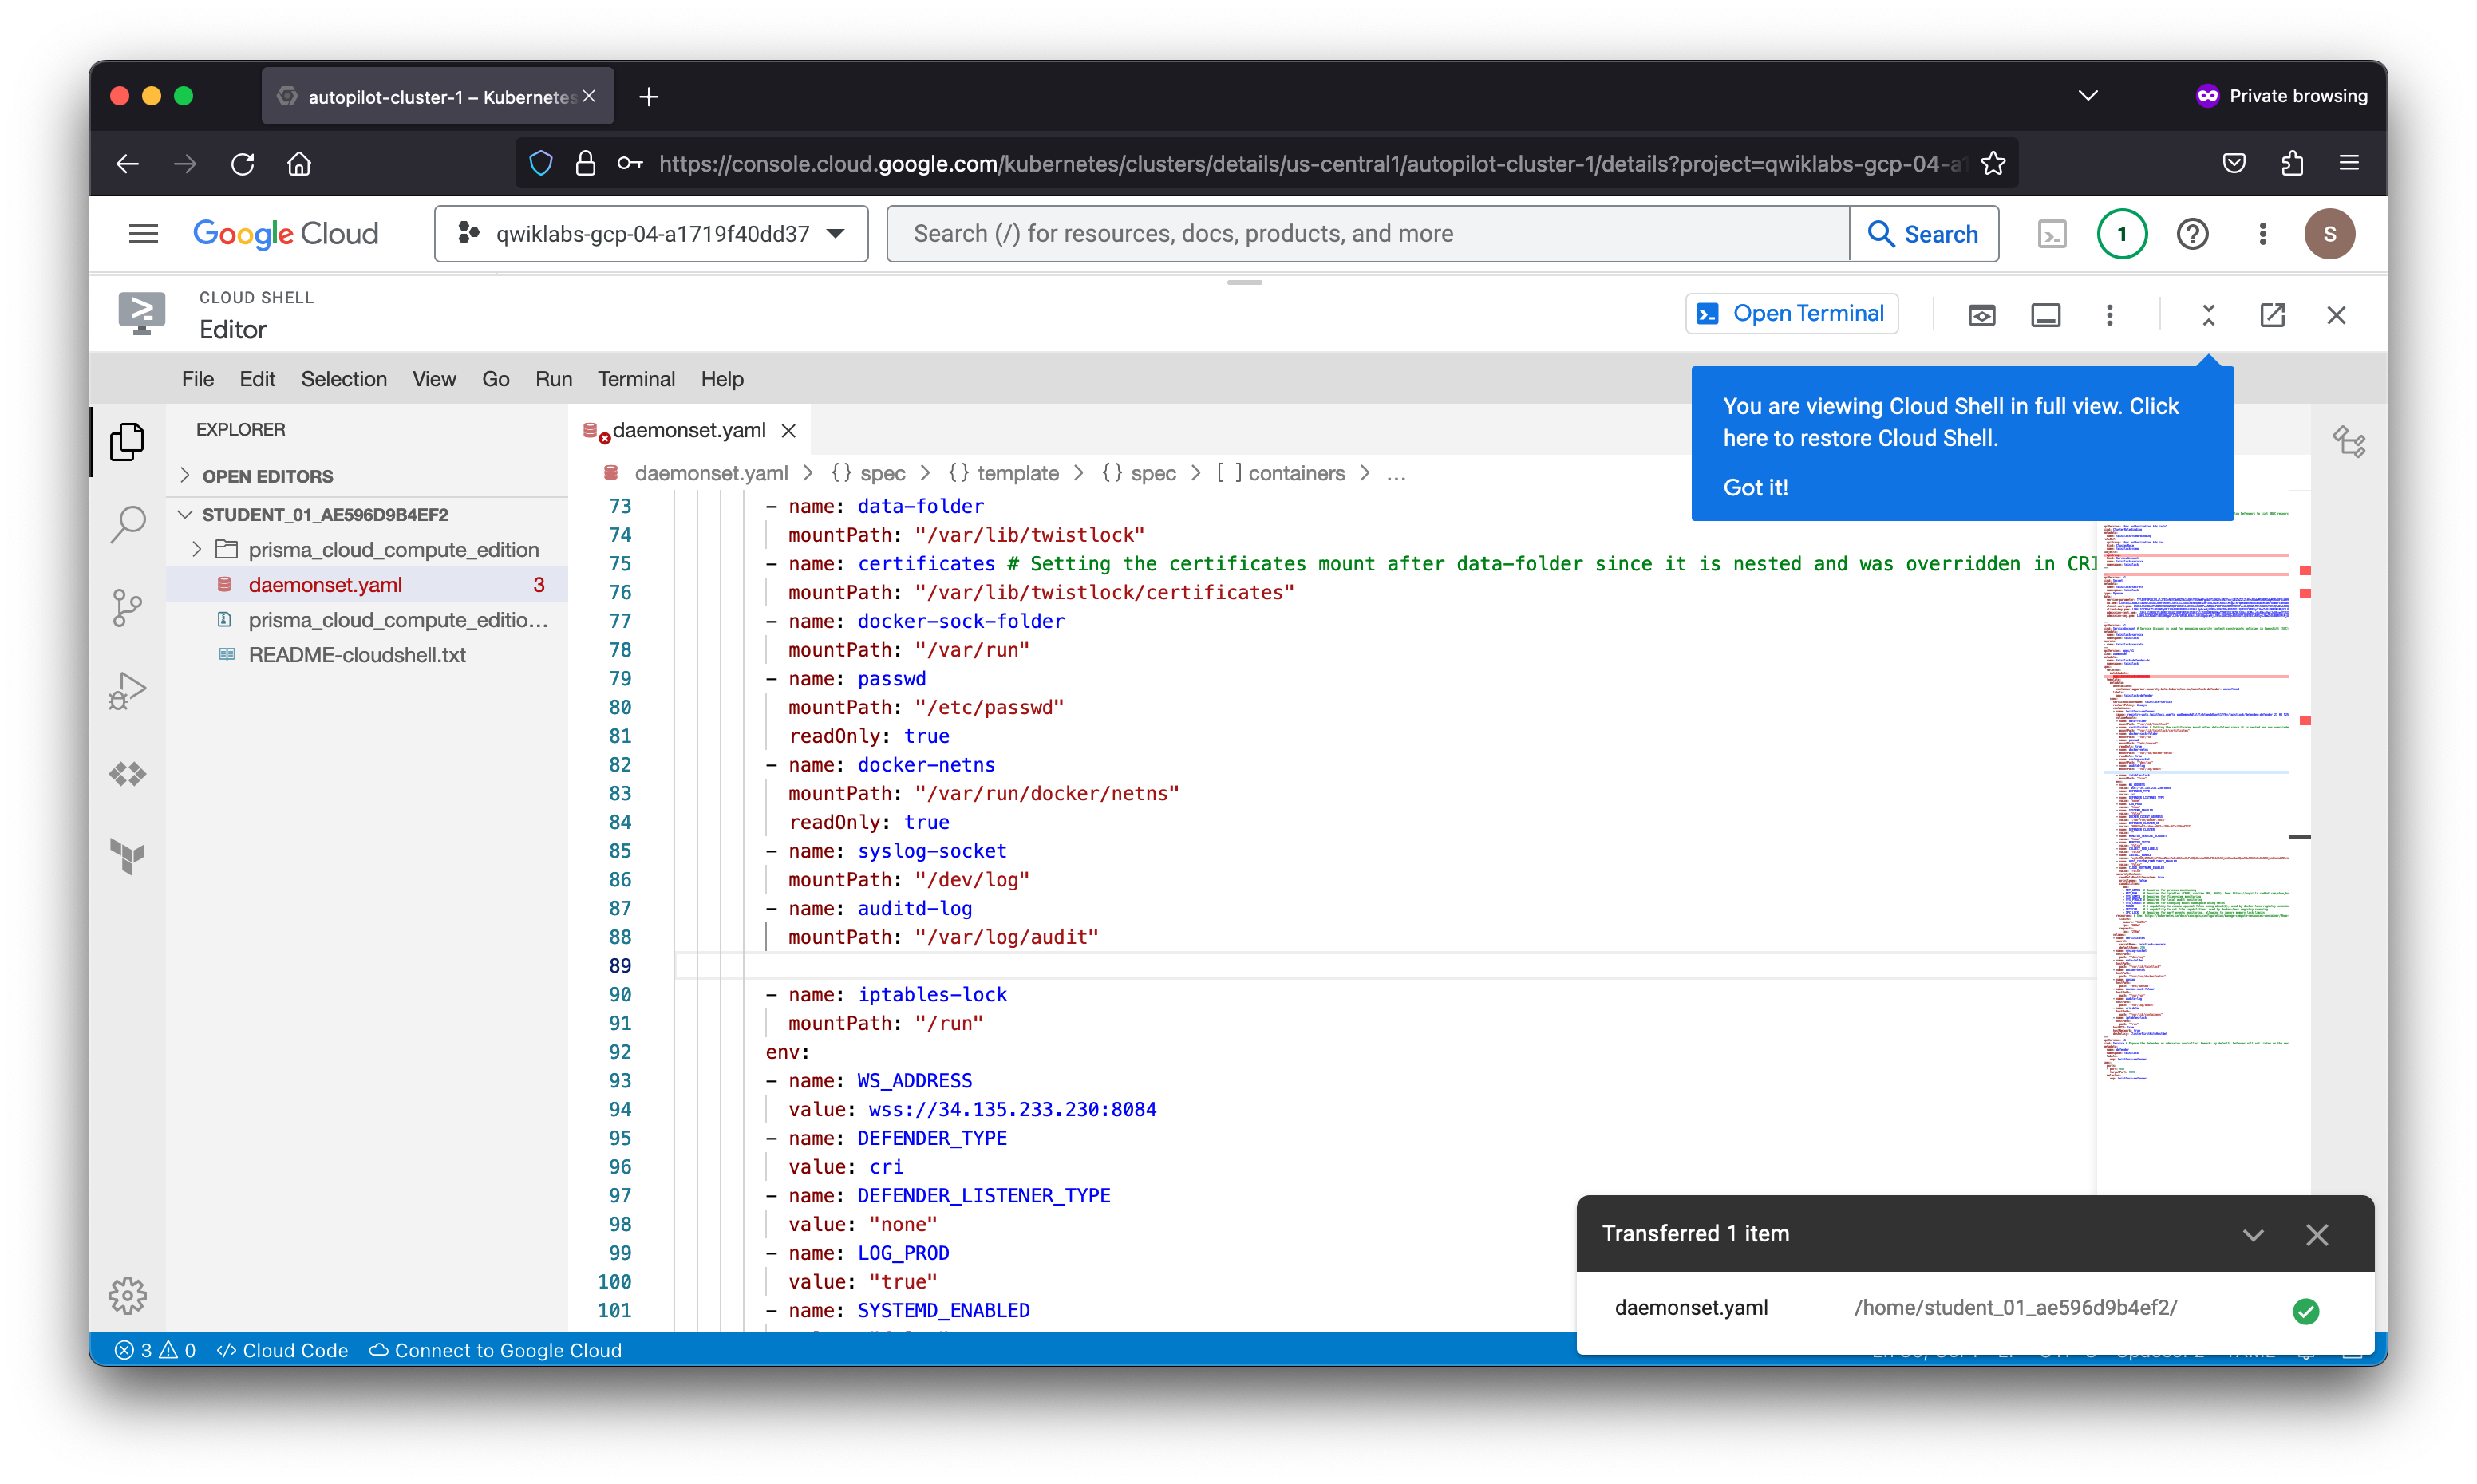 autopilot-cluster-1 – Kubernetes
Private browsing
https://console.cloud.google.com/kubernetes/clusters/details/us-central1/autopilot-cluster-1/details?project=qwiklabs-gcp-04-a1
Google Cloud
qwiklabs-gcp-04-a1719f40dd37
Search (/) for resources, docs, products, and more
Search
1
S
CLOUD SHELL
Editor
Open Terminal
File Edit Selection View Go Run Terminal Help
You are viewing Cloud Shell in full view. Click
here to restore Cloud Shell.
Got it!
EXPLORER
OPEN EDITORS
STUDENT_01_AE596D9B4EF2
prisma_cloud_compute_edition
daemonset.yaml 3
prisma_cloud_compute_editio...
README-cloudshell.txt
daemonset.yaml
daemonset.yaml > {} spec > {} template > {} spec > [ ] containers > ...
73 - name: data-folder
74 mountPath: "/var/lib/twistlock"
75 - name: certificates # Setting the certificates mount after data-folder since it is nested and was overridden in CRI
76 mountPath: "/var/lib/twistlock/certificates"
77 - name: docker-sock-folder
78 mountPath: "/var/run"
79 - name: passwd
80 mountPath: "/etc/passwd"
81 readOnly: true
82 - name: docker-netns
83 mountPath: "/var/run/docker/netns"
84 readOnly: true
85 - name: syslog-socket
86 mountPath: "/dev/log"
87 - name: auditd-log
88 mountPath: "/var/log/audit"
89
90 - name: iptables-lock
91 mountPath: "/run"
92 env:
93 - name: WS_ADDRESS
94 value: wss://34.135.233.230:8084
95 - name: DEFENDER_TYPE
96 value: cri
97 - name: DEFENDER_LISTENER_TYPE
98 value: "none"
99 - name: LOG_PROD
100 value: "true"
101 - name: SYSTEMD_ENABLED
Transferred 1 item
daemonset.yaml /home/student_01_ae596d9b4ef2/
3 0 </> Cloud Code Connect to Google Cloud